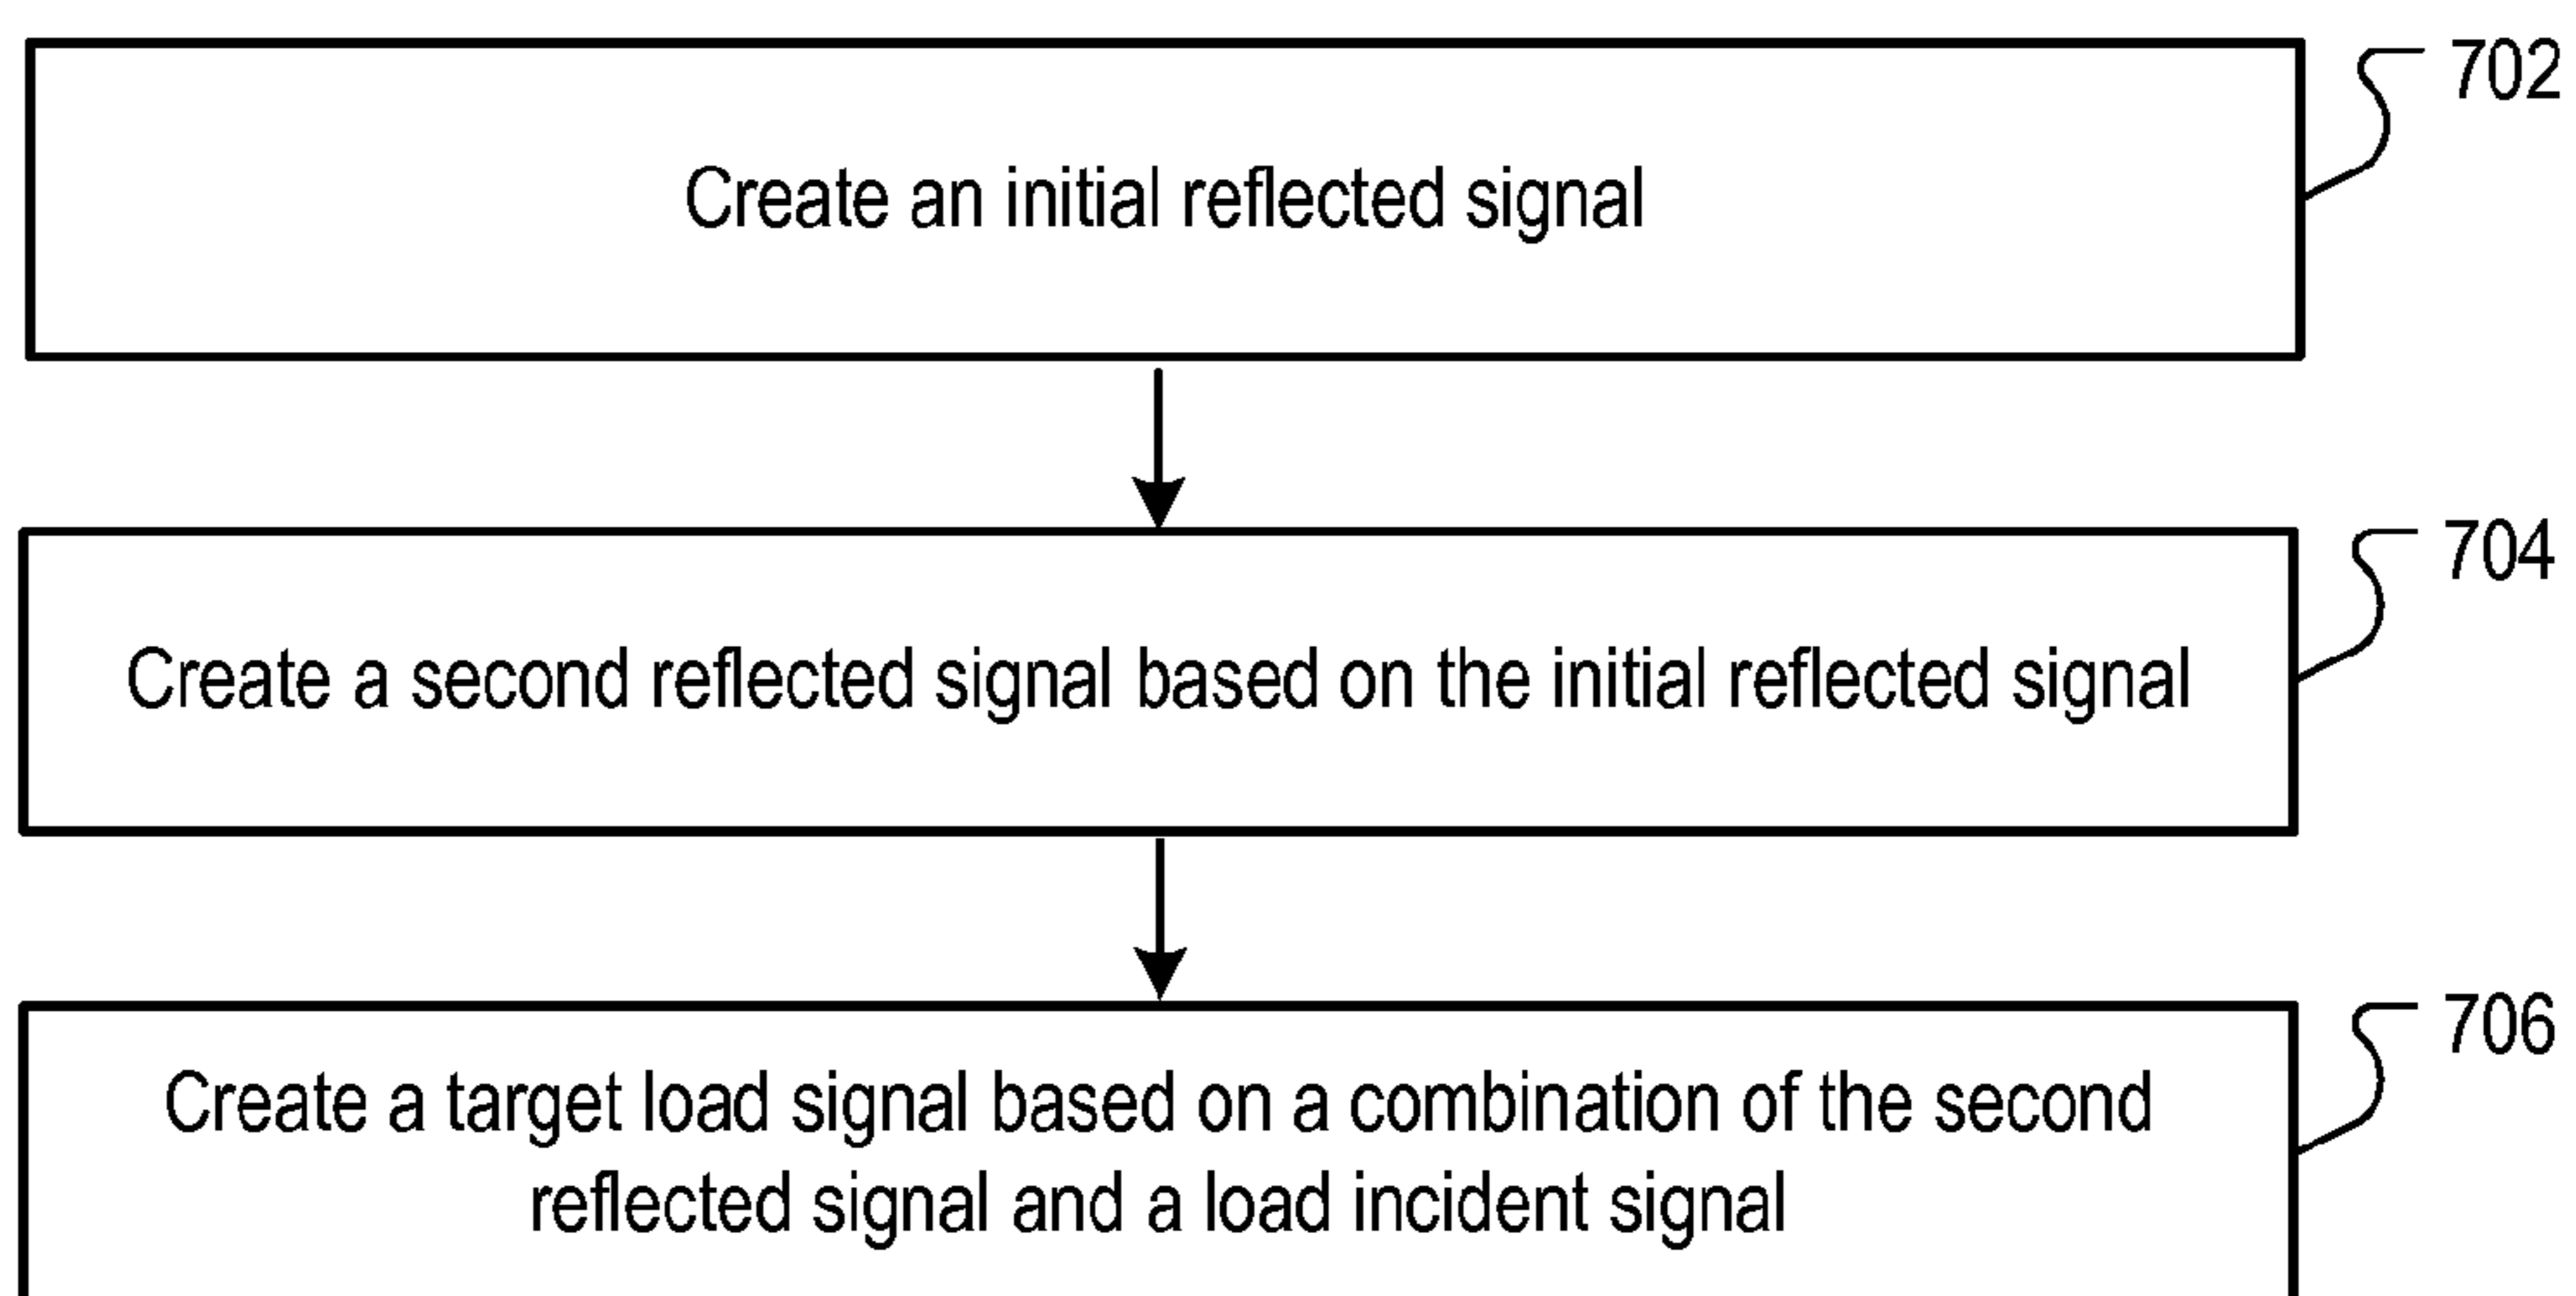 702
Create an initial reflected signal
704
Create a second reflected signal based on the initial reflected signal
706
Create a target load signal based on a combination of the second
reflected signal and a load incident signal